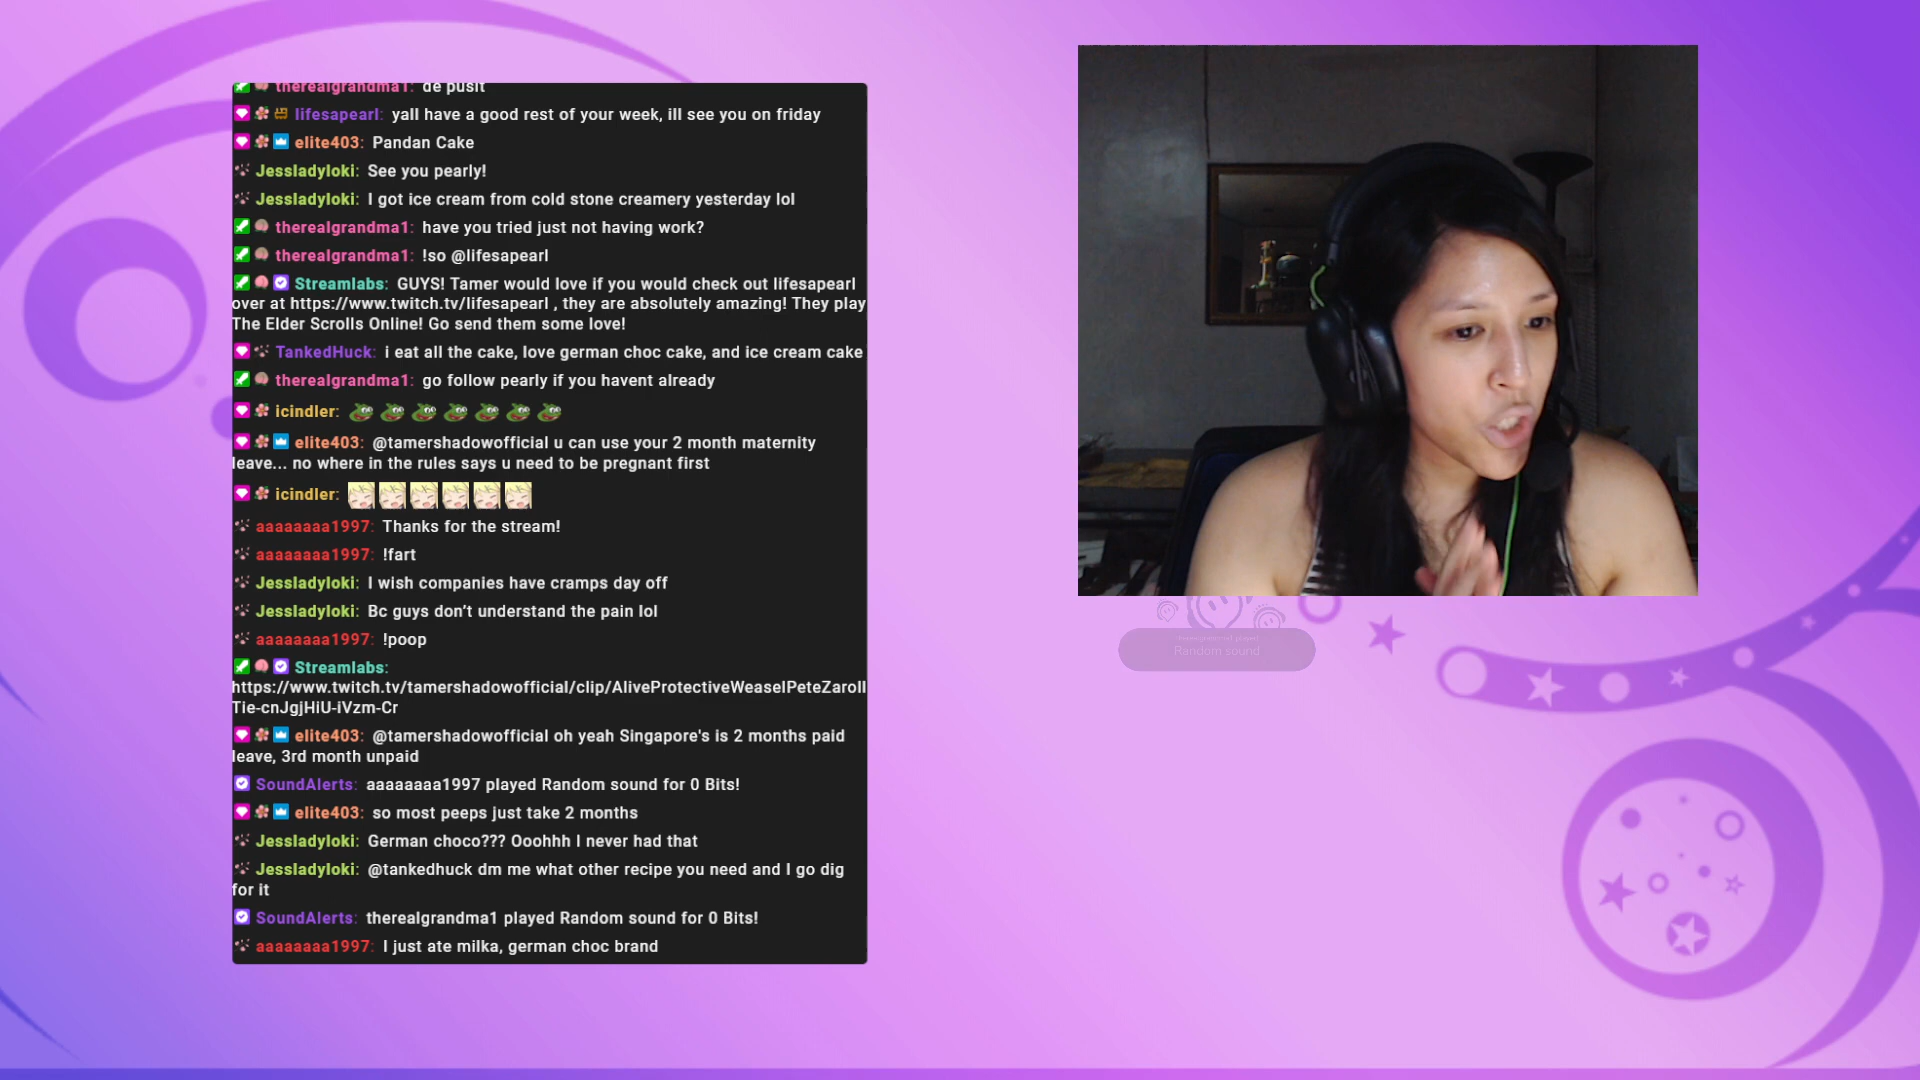 therealgrandma1: de pusit
lifesapearl: yall have a good rest of your week, ill see you on friday
elite403: Pandan Cake
Jessladyloki: See you pearly!
Jessladyloki: I got ice cream from cold stone creamery yesterday lol
therealgrandma1: have you tried just not having work?
therealgrandma1: !so @lifesapearl
Streamlabs: GUYS! Tamer would love if you would check out lifesapearl
over at https://www.twitch.tv/lifesapearl , they are absolutely amazing! They play
The Elder Scrolls Online! Go send them some love!
TankedHuck: i eat all the cake, love german choc cake, and ice cream cake
therealgrandma1: go follow pearly if you havent already
icindler:
elite403: @tamershadowofficial u can use your 2 month maternity
leave... no where in the rules says u need to be pregnant first
icindler:
aaaaaaaa1997: Thanks for the stream!
aaaaaaaa1997: !fart
Jessladyloki: I wish companies have cramps day off
Jessladyloki: Bc guys don’t understand the pain lol
aaaaaaaa1997: !poop
Streamlabs:
https://www.twitch.tv/tamershadowofficial/clip/AliveProtectiveWeaselPeteZaroll
Tie-cnJgjHiU-iVzm-Cr
elite403: @tamershadowofficial oh yeah Singapore's is 2 months paid
leave, 3rd month unpaid
SoundAlerts: aaaaaaaa1997 played Random sound for 0 Bits!
elite403: so most peeps just take 2 months
Jessladyloki: German choco??? Ooohhh I never had that
Jessladyloki: @tankedhuck dm me what other recipe you need and I go dig
for it
SoundAlerts: therealgrandma1 played Random sound for 0 Bits!
aaaaaaaa1997: I just ate milka, german choc brand
Random sound